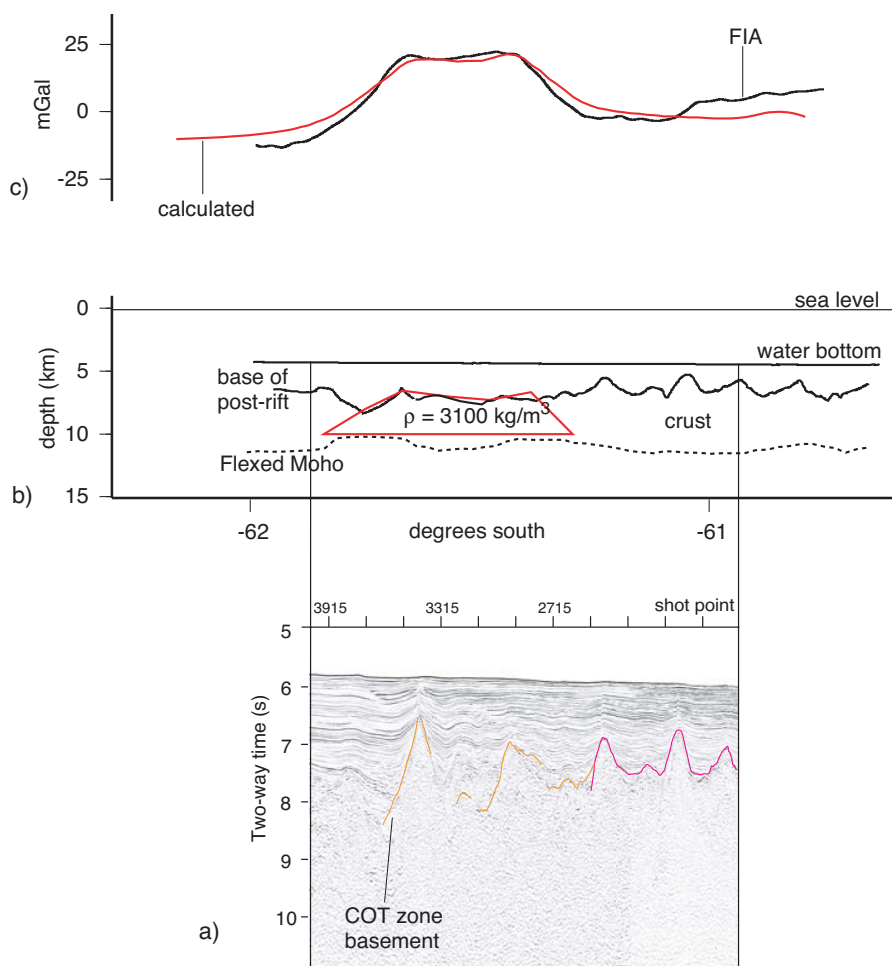 25
0
-25
mGal
c)
FIA
calculated
0
5
10
15
depth (km)
b)
sea level
water bottom
base of
post-rift
ρ = 3100 kg/m³
crust
Flexed Moho
-62
degrees south
-61
3915
3315
2715
shot point
5
6
7
8
9
10
Two-way time (s)
COT zone
basement
a)